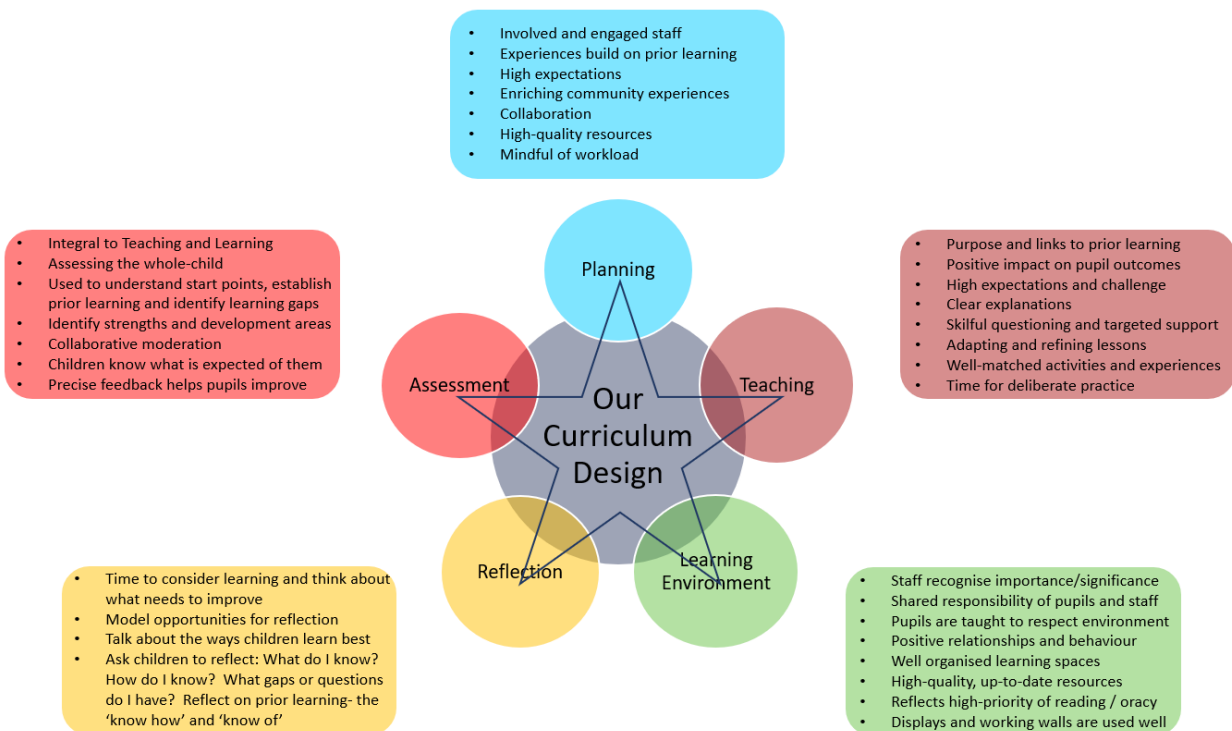 • Involved and engaged staff
• Experiences build on prior learning
• High expectations
• Enriching community experiences
• Collaboration
• High-quality resources
• Mindful of workload
Planning
• Integral to Teaching and Learning
• Assessing the whole-child
• Used to understand start points, establish
prior learning and identify learning gaps
• Identify strengths and development areas
• Collaborative moderation
• Children know what is expected of them
• Precise feedback helps pupils improve
Assessment
Our
Curriculum
Design
Teaching
• Purpose and links to prior learning
• Positive impact on pupil outcomes
• High expectations and challenge
• Clear explanations
• Skilful questioning and targeted support
• Adapting and refining lessons
• Well-matched activities and experiences
• Time for deliberate practice
Reflection
Learning
Environment
• Time to consider learning and think about
what needs to improve
• Model opportunities for reflection
• Talk about the ways children learn best
• Ask children to reflect: What do I know?
How do I know? What gaps or questions
do I have? Reflect on prior learning- the
‘know how’ and ‘know of’
• Staff recognise importance/significance
• Shared responsibility of pupils and staff
• Pupils are taught to respect environment
• Positive relationships and behaviour
• Well organised learning spaces
• High-quality, up-to-date resources
• Reflects high-priority of reading / oracy
• Displays and working walls are used well